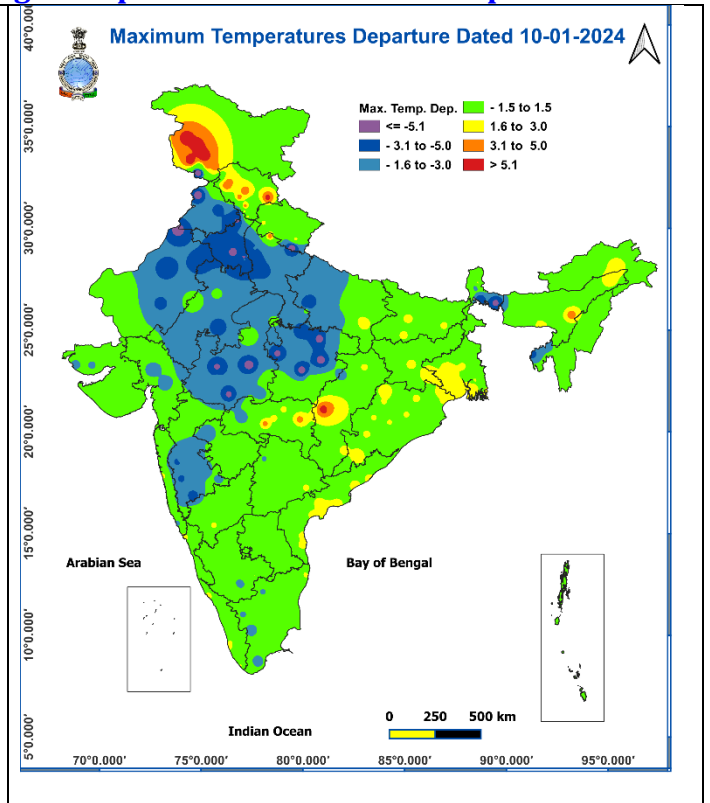 Maximum Temperatures Departure Dated 10-01-2024
Max. Temp. Dep.
<= -5.1
- 3.1 to -5.0
- 1.6 to -3.0
- 1.5 to 1.5
1.6 to 3.0
3.1 to 5.0
> 5.1
40°0.000'
35°0.000'
30°0.000'
25°0.000'
20°0.000'
15°0.000'
10°0.000'
5°0.000'
Arabian Sea
Bay of Bengal
Indian Ocean
0 250 500 km
70°0.000' 75°0.000' 80°0.000' 85°0.000' 90°0.000' 95°0.000'